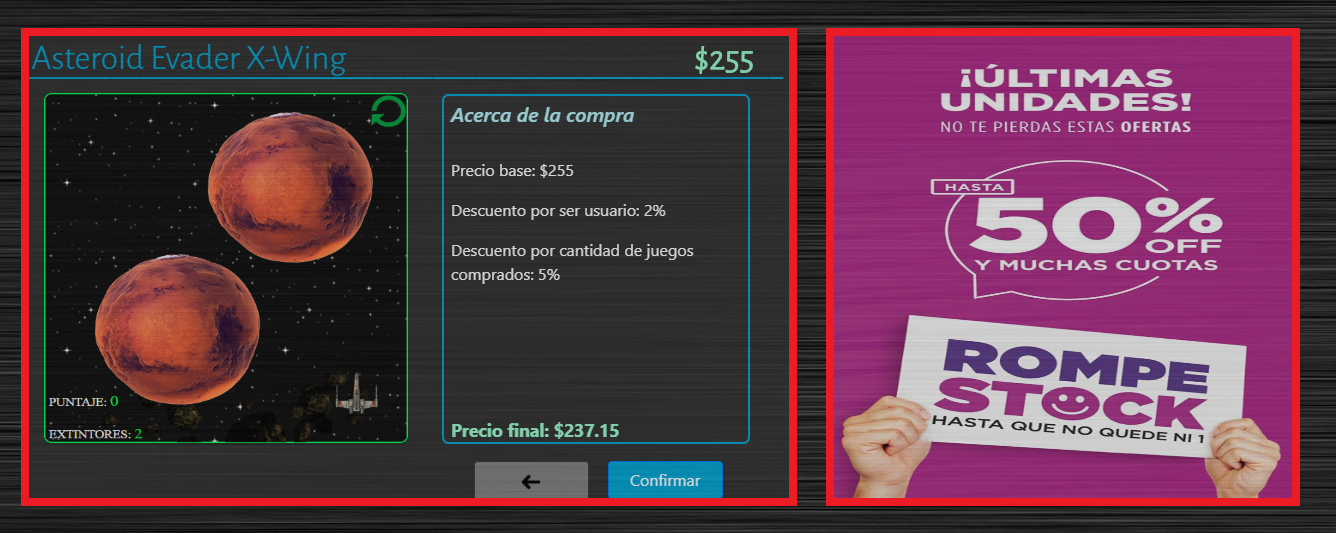 Asteroid Evader X-Wing
$255
PUNTAJE: 0
EXTINTORES: 2
Acerca de la compra
Precio base: $255
Descuento por ser usuario: 2%
Descuento por cantidad de juegos
comprados: 5%
Precio final: $237.15
Confirmar
¡ÚLTIMAS
UNIDADES!
NO TE PIERDAS ESTAS OFERTAS
HASTA
50%
OFF
Y MUCHAS CUOTAS
ROMPE
STOCK
HASTA QUE NO QUEDE NI 1